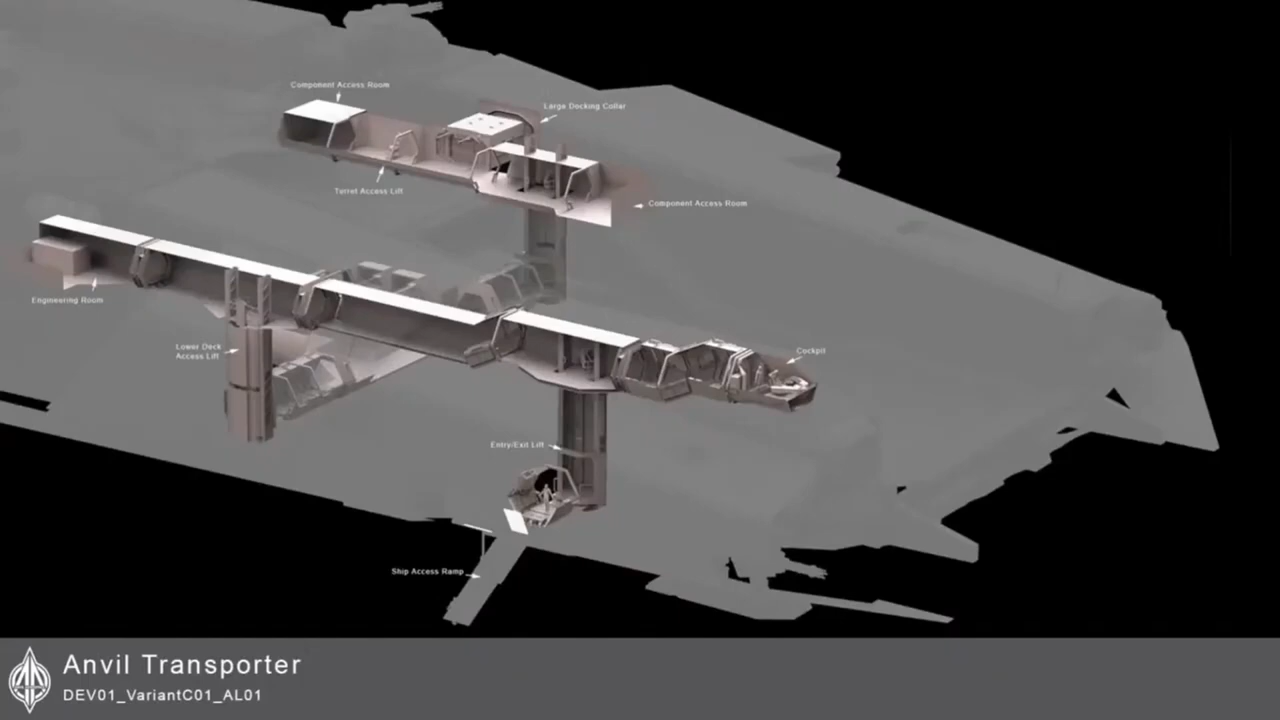 Component Access Room
Large Docking Collar
Turret Access Lift
Component Access Room
Engineering Room
Lower Deck
Access Lift
Cockpit
Entry/Exit Lift
Ship Access Ramp
Anvil Transporter
DEV01_VariantC01_AL01